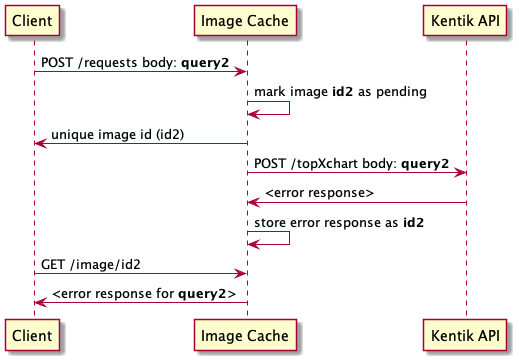 Client Image Cache Kentik API
POST /requests body: query2
mark image id2 as pending
unique image id (id2)
POST /topXchart body: query2
<error response>
store error response as id2
GET /image/id2
<error response for query2>
Client Image Cache Kentik API